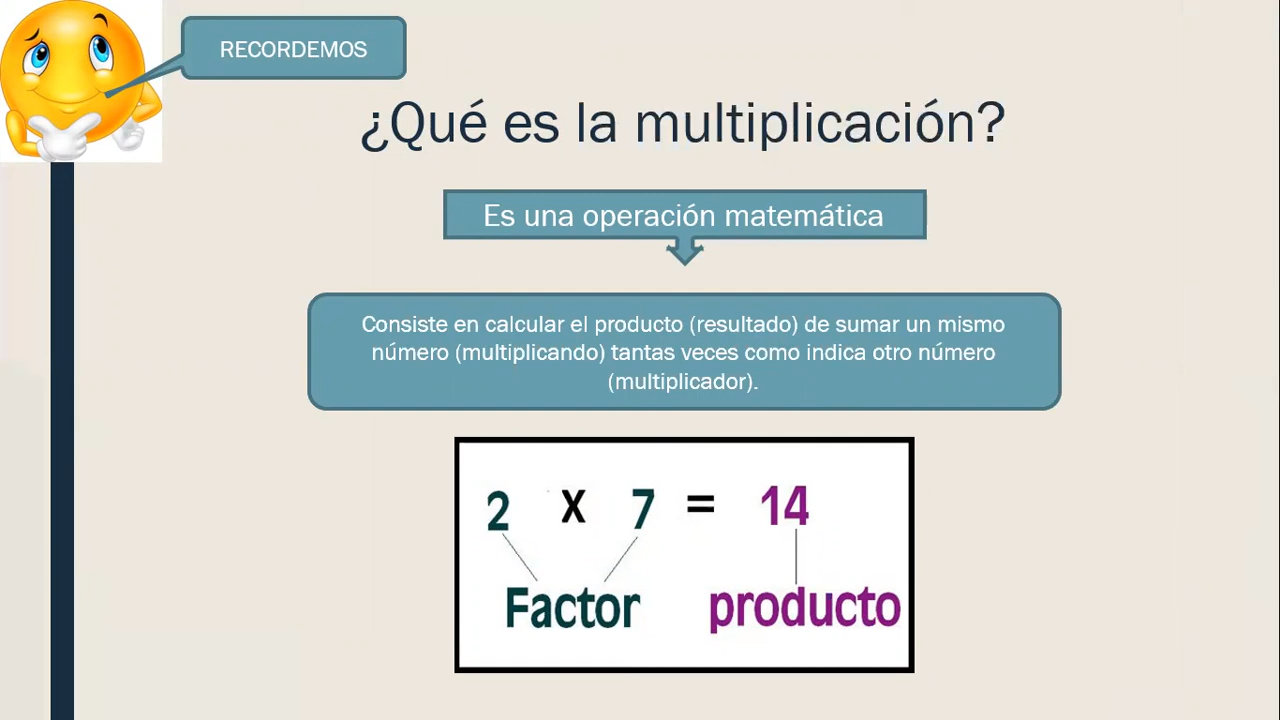 RECORDEMOS
¿Qué es la multiplicación?
Es una operación matemática
Consiste en calcular el producto (resultado) de sumar un mismo
número (multiplicando) tantas veces como indica otro número
(multiplicador).
2 x 7 = 14
Factor producto